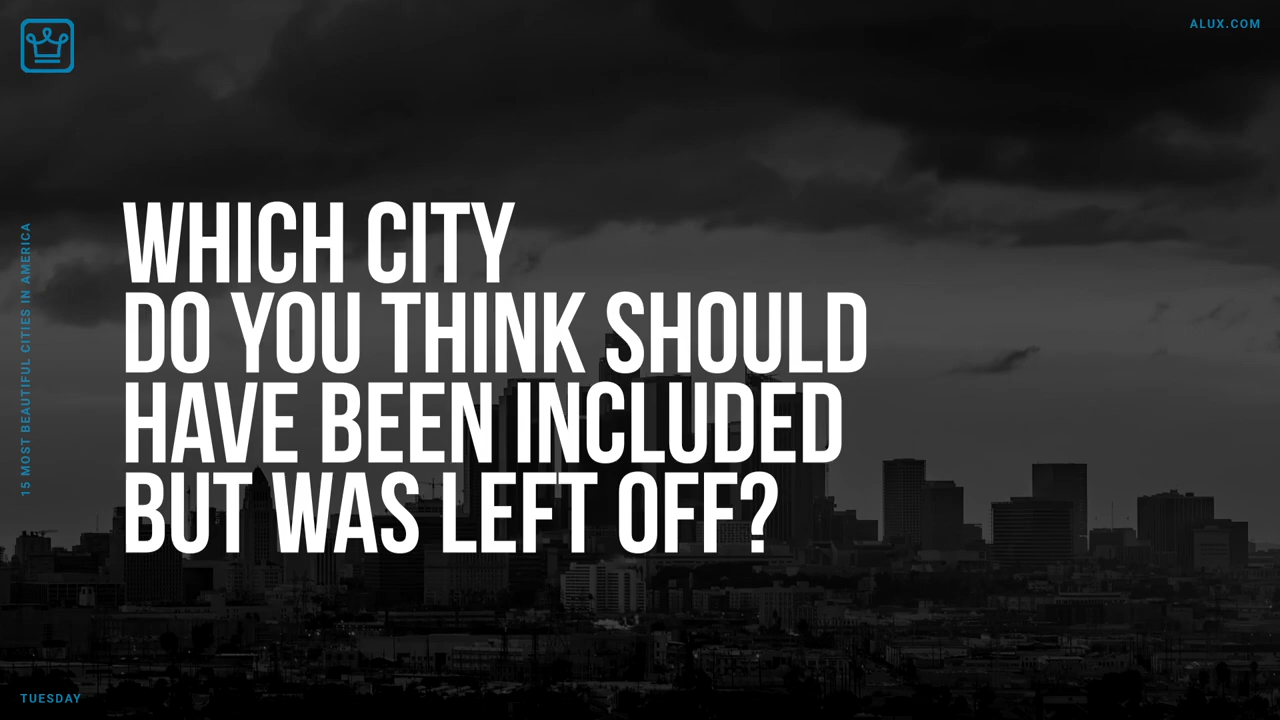 ALUX.COM
15 MOST BEAUTIFUL CITIES IN AMERICA
WHICH CITY
DO YOU THINK SHOULD
HAVE BEEN INCLUDED
BUT WAS LEFT OFF?
TUESDAY